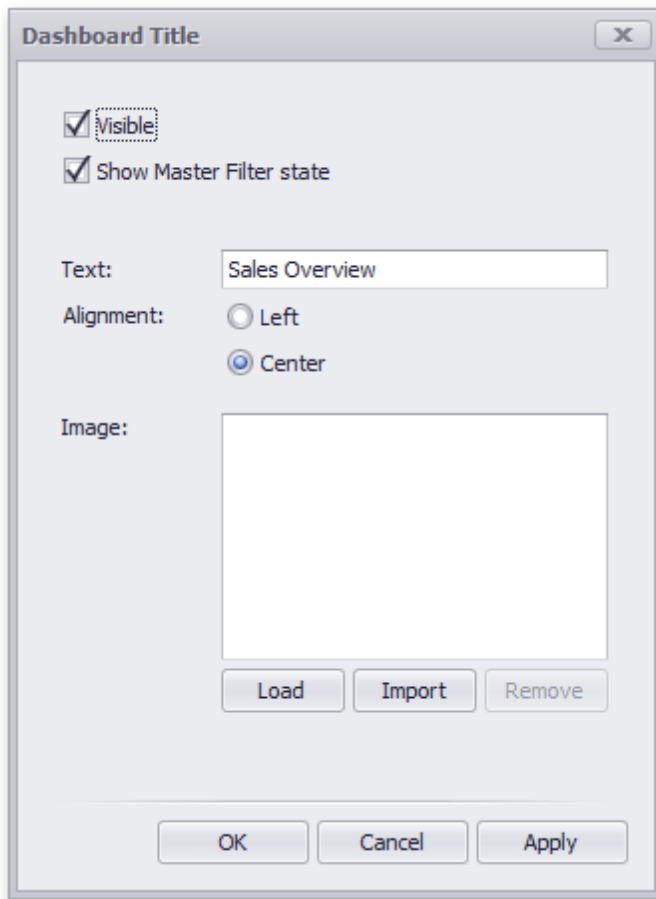 Dashboard Title
Visible
Show Master Filter state
Text: Sales Overview
Alignment: Left
Center
Image:
Load Import Remove
OK Cancel Apply